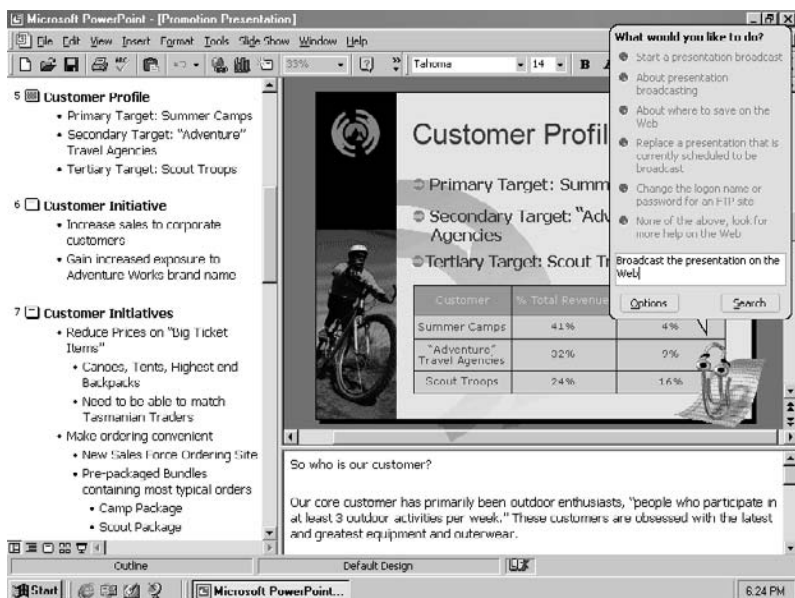 Microsoft PowerPoint - [Promotion Presentation]
File Edit View Insert Format Tools Slide Show Window Help
33%
Tahoma
14
B
5 Customer Profile
• Primary Target: Summer Camps
• Secondary Target: "Adventure"
Travel Agencies
• Tertiary Target: Scout Troops
6 Customer Initiative
• Increase sales to corporate
customers
• Gain increased exposure to
Adventure Works brand name
7 Customer Initiatives
• Reduce Prices on "Big Ticket
Items"
• Canoes, Tents, Highest end
Backpacks
• Need to be able to match
Tasmanian Traders
• Make ordering convenient
• New Sales Force Ordering Site
• Pre-packaged Bundles
containing most typical orders
• Camp Package
• Scout Package
Customer Profil
Primary Target: Summ
Secondary Target: "Adv
Agencies
Tertiary Target: Scout Tr
Customer % Total Revenue
Summer Camps 41% 4%
"Adventure"
Travel Agencies 32% 9%
Scout Troops 24% 16%
What would you like to do?
Start a presentation broadcast
About presentation
broadcasting
About where to save on the
Web
Replace a presentation that is
currently scheduled to be
broadcast
Change the logon name or
password for an FTP site
None of the above, look for
more help on the Web
Broadcast the presentation on the
Web
Options Search
So who is our customer?
Our core customer has primarily been outdoor enthusiasts, "people who participate in
at least 3 outdoor activities per week." These customers are obsessed with the latest
and greatest equipment and outerwear.
Outline Default Design
Start Microsoft PowerPoint... 6:24 PM